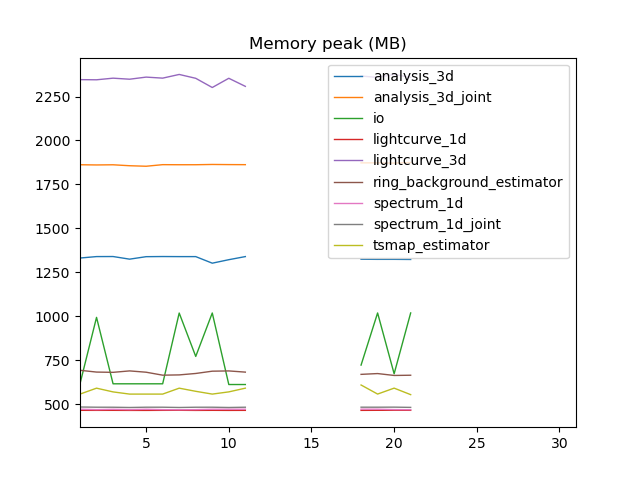 Memory peak (MB)
2250
2000
1750
1500
1250
1000
750
500
5
10
15
20
25
30
analysis_3d
analysis_3d_joint
io
lightcurve_1d
lightcurve_3d
ring_background_estimator
spectrum_1d
spectrum_1d_joint
tsmap_estimator